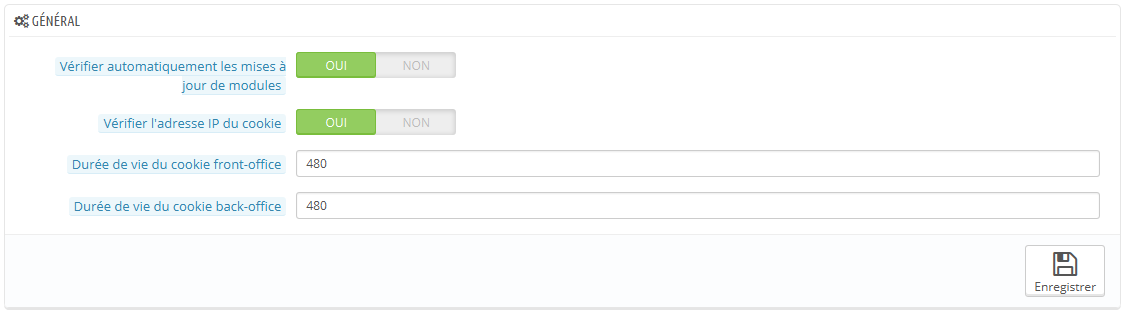 GÉNÉRAL
Vérifier automatiquement les mises à
jour de modules
OUI NON
Vérifier l'adresse IP du cookie
OUI NON
Durée de vie du cookie front-office
480
Durée de vie du cookie back-office
480
Enregistrer